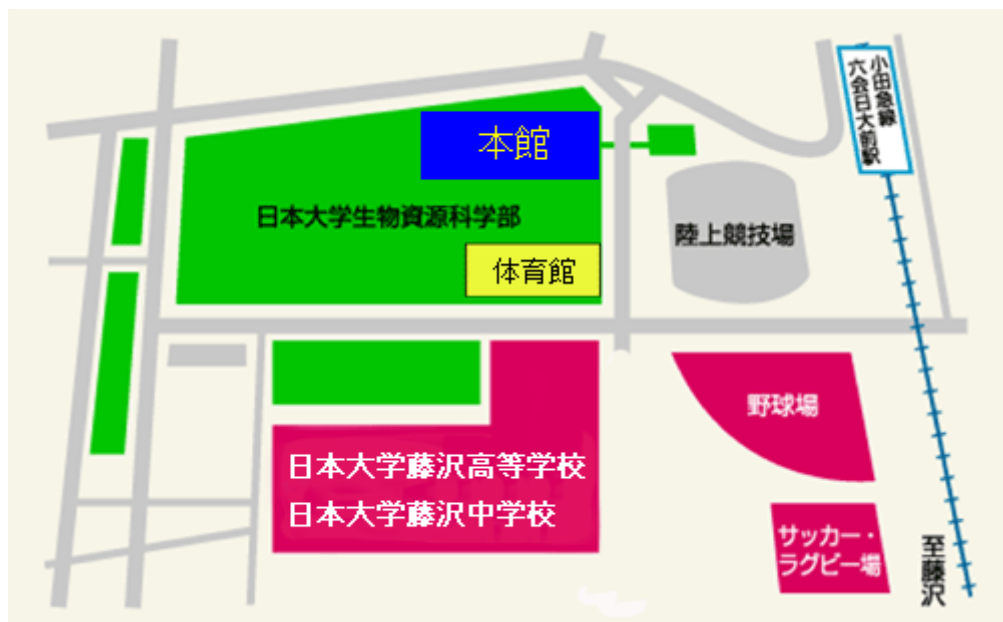 小田急線
六会日大前駅
本館
日本大学生物資源科学部
陸上競技場
体育館
野球場
日本大学藤沢高等学校
日本大学藤沢中学校
サッカー・
ラグビー場
至藤沢